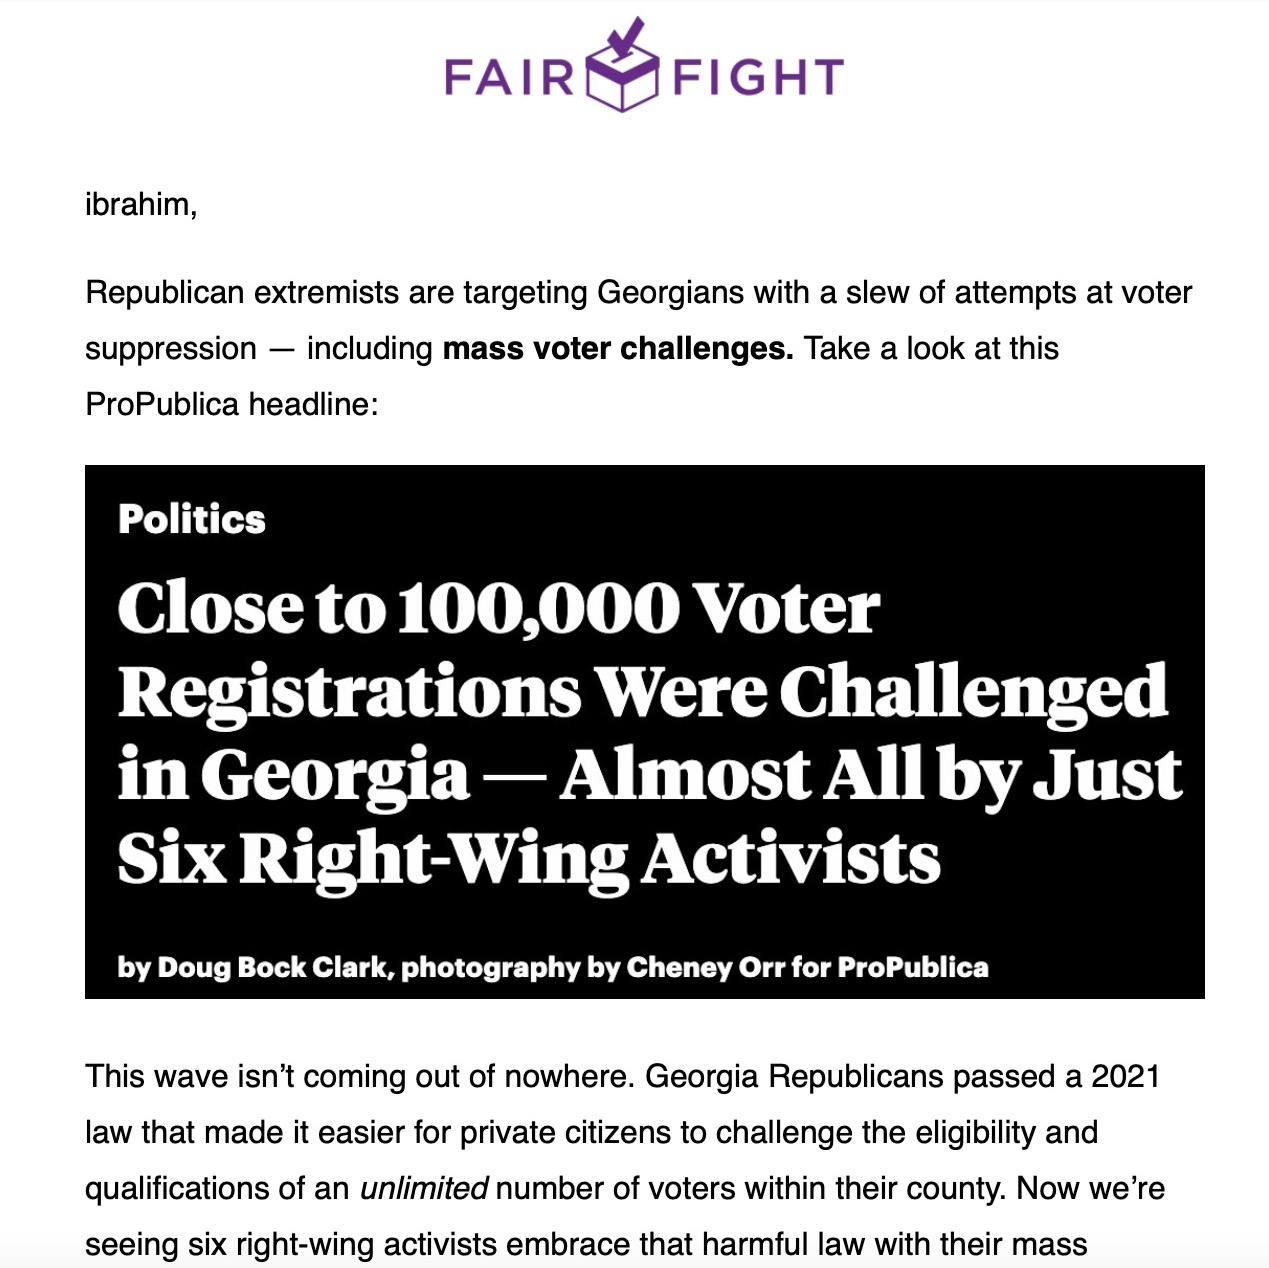 FAIR FIGHT
ibrahim,
Republican extremists are targeting Georgians with a slew of attempts at voter
suppression — including mass voter challenges. Take a look at this
ProPublica headline:
Politics
Close to 100,000 Voter
Registrations Were Challenged
in Georgia — Almost All by Just
Six Right-Wing Activists
by Doug Bock Clark, photography by Cheney Orr for ProPublica
This wave isn’t coming out of nowhere. Georgia Republicans passed a 2021
law that made it easier for private citizens to challenge the eligibility and
qualifications of an unlimited number of voters within their county. Now we’re
seeing six right-wing activists embrace that harmful law with their mass